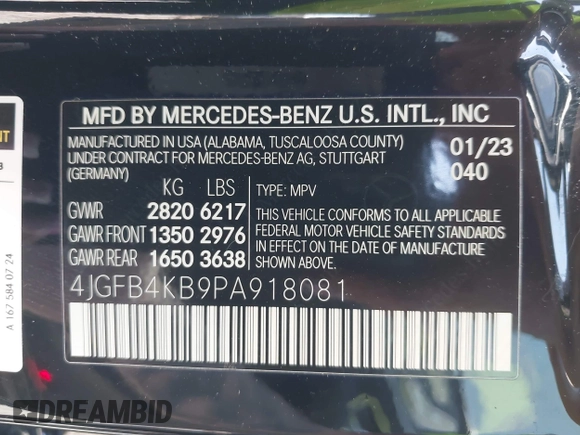 MFD BY MERCEDES-BENZ U.S. INTL., INC
MANUFACTURED IN USA (ALABAMA, TUSCALOOSA COUNTY) 01/23
UNDER CONTRACT FOR MERCEDES-BENZ AG, STUTTGART
(GERMANY) 040
KG LBS TYPE: MPV
GVWR 2820 6217 THIS VEHICLE CONFORMS TO ALL APPLICABLE
GAWR FRONT 1350 2976 FEDERAL MOTOR VEHICLE SAFETY STANDARDS
GAWR REAR 1650 3638 IN EFFECT ON THE DATE OF MANUFACTURE
SHOWN ABOVE.
4JGFB4KB9PA918081
A 167 584 07 24
DREAMBID